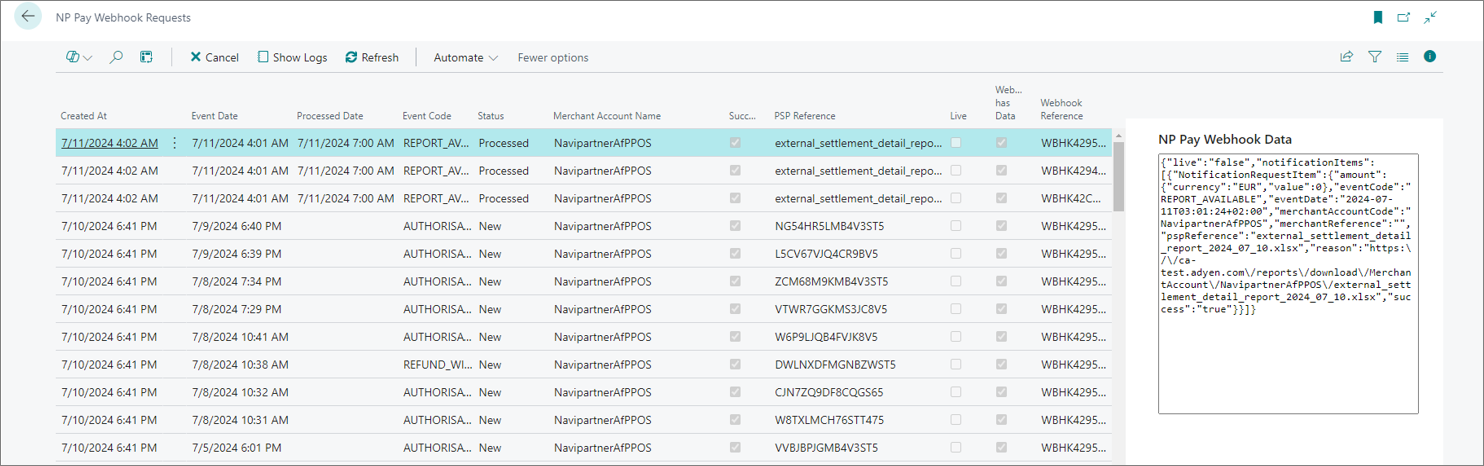 NP Pay Webhook Requests
Cancel Show Logs Refresh Automate Fewer options
Created At Event Date Processed Date Event Code Status Merchant Account Name Succ... PSP Reference Live Web... has Data Webhook Reference
7/11/2024 4:02 AM 7/11/2024 4:01 AM 7/11/2024 7:00 AM REPORT_AV... Processed NavipartnerAfPPOS external_settlement_detail_repo... WBHK4295...
7/11/2024 4:02 AM 7/11/2024 4:01 AM 7/11/2024 7:00 AM REPORT_AV... Processed NavipartnerAfPPOS external_settlement_detail_repo... WBHK4294...
7/11/2024 4:02 AM 7/11/2024 4:01 AM 7/11/2024 7:00 AM REPORT_AV... Processed NavipartnerAfPPOS external_settlement_detail_repo... WBHK42C...
7/10/2024 6:41 PM 7/9/2024 6:40 PM AUTHORISA... New NavipartnerAfPPOS NG54HR5LMB4V3ST5 WBHK4295...
7/10/2024 6:41 PM 7/9/2024 6:39 PM AUTHORISA... New NavipartnerAfPPOS L5CV67VJQ4CR9BV5 WBHK4295...
7/10/2024 6:41 PM 7/8/2024 7:34 PM AUTHORISA... New NavipartnerAfPPOS ZCM68M9KMB4V3ST5 WBHK4295...
7/10/2024 6:41 PM 7/8/2024 7:29 PM AUTHORISA... New NavipartnerAfPPOS VTWR7GGKMS3JC8V5 WBHK4295...
7/10/2024 6:41 PM 7/8/2024 10:41 AM AUTHORISA... New NavipartnerAfPPOS W6P9LJQB4FVJK8V5 WBHK4295...
7/10/2024 6:41 PM 7/8/2024 10:38 AM REFUND_WI... New NavipartnerAfPPOS DWLNXDFMGNBZWST5 WBHK4295...
7/10/2024 6:41 PM 7/8/2024 10:32 AM AUTHORISA... New NavipartnerAfPPOS CJN7ZQ9DF8CQGS65 WBHK4295...
7/10/2024 6:41 PM 7/8/2024 10:31 AM AUTHORISA... New NavipartnerAfPPOS W8TXLMCH76STT475 WBHK4295...
7/10/2024 6:41 PM 7/5/2024 6:01 PM AUTHORISA... New NavipartnerAfPPOS VVBJBPJGMB4V3ST5 WBHK4295...
NP Pay Webhook Data
{"live":"false","notificationItems":
[{"NotificationRequestItem":{"amount":
{"currency":"EUR","value":0},"eventCode":"
REPORT_AVAILABLE","eventDate":"2024-07-
11T03:01:24+02:00","merchantAccountCode":"
NavipartnerAfPPOS","merchantReference":"",
"pspReference":"external_settlement_detail
_report_2024_07_10.xlsx","reason":"https:\
/\/ca-
test.adyen.com\/reports\/download\/Merchan
tAccount\/NavipartnerAfPPOS\/external_sett
lement_detail_report_2024_07_10.xlsx","suc
cess":"true"}}]}